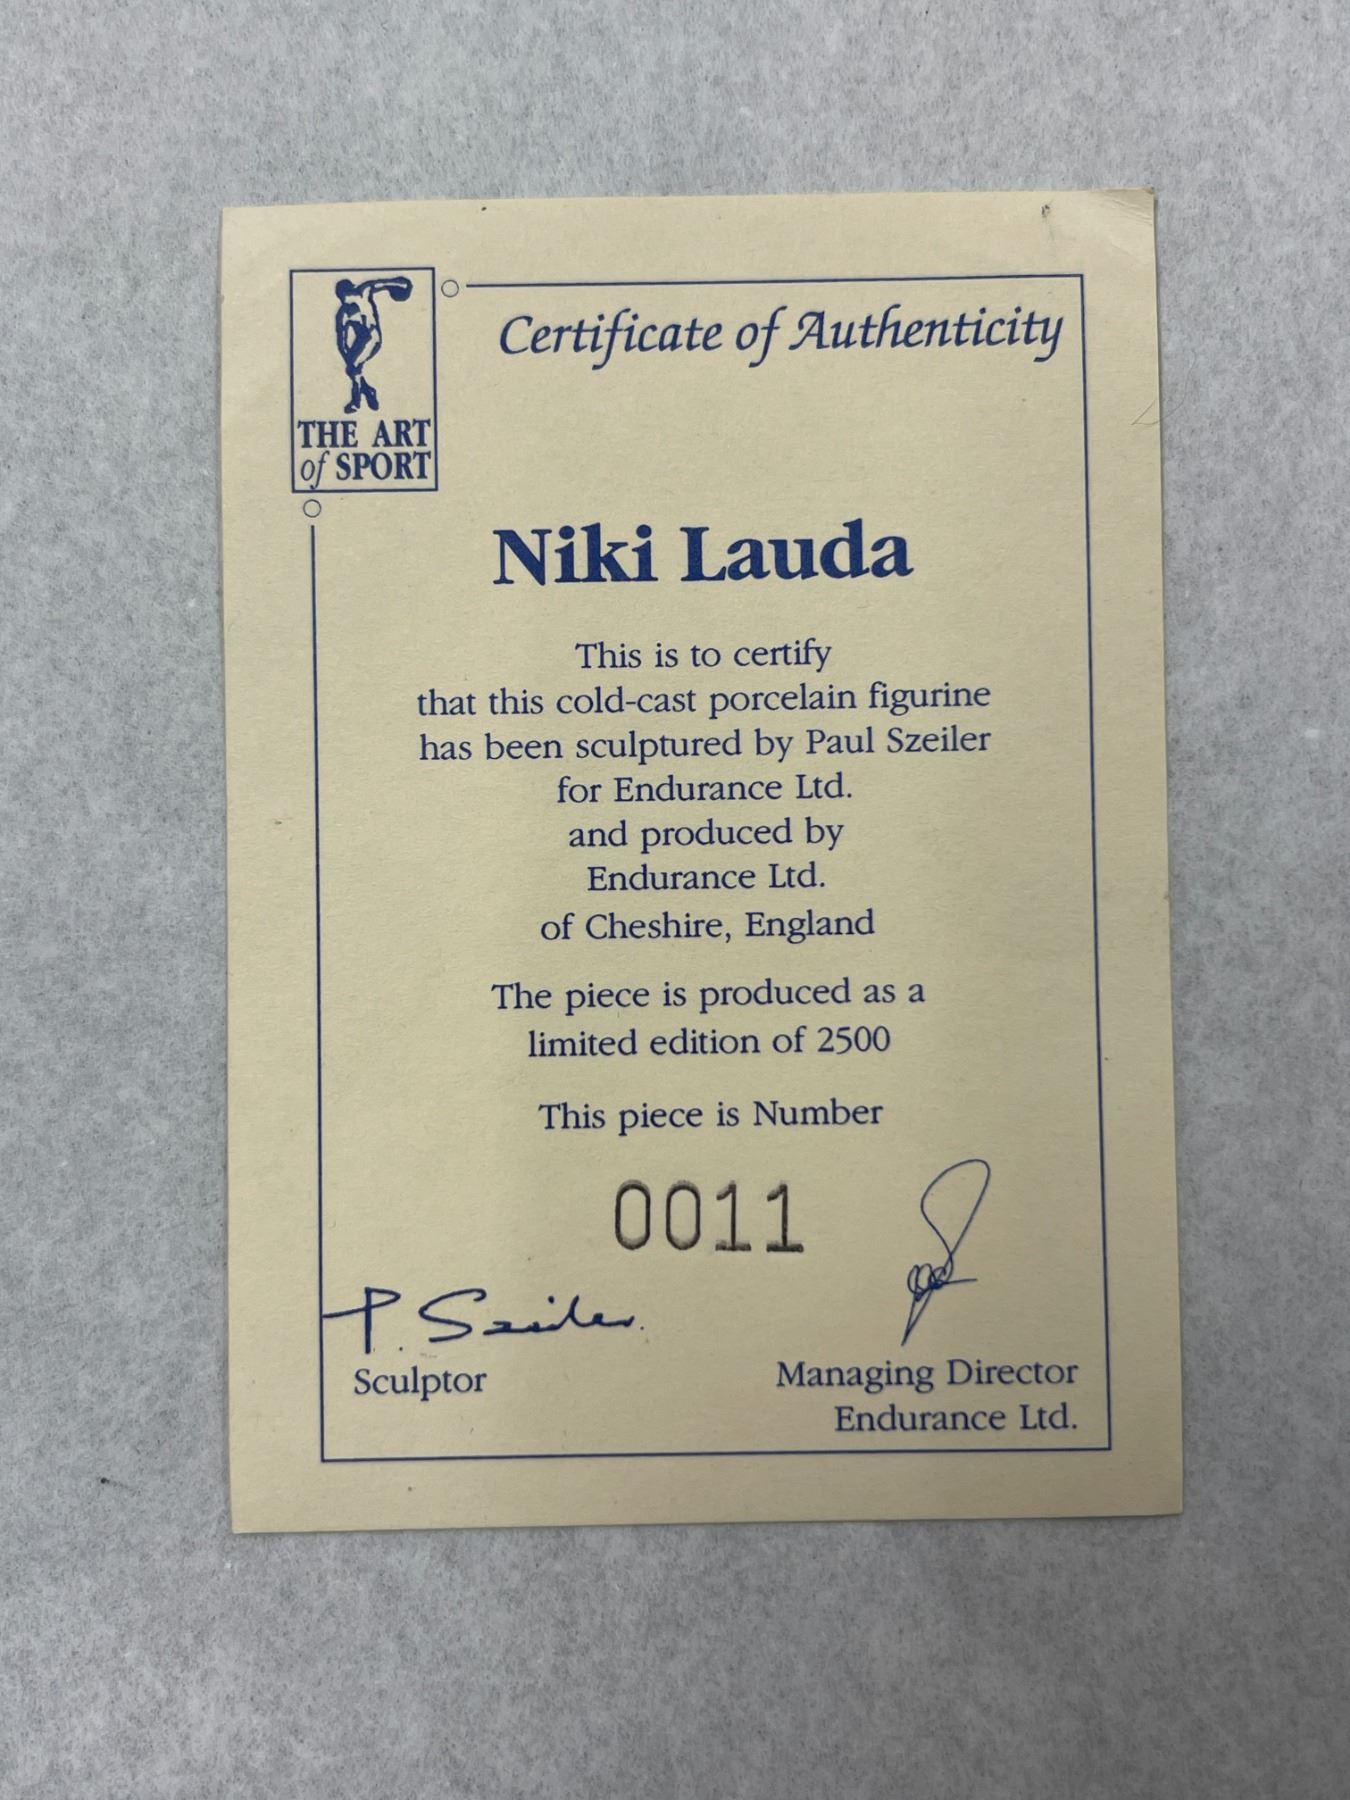 THE ART
of SPORT
Certificate of Authenticity
Niki Lauda
This is to certify
that this cold-cast porcelain figurine
has been sculptured by Paul Szeiler
for Endurance Ltd.
and produced by
Endurance Ltd.
of Cheshire, England
The piece is produced as a
limited edition of 2500
This piece is Number
0011
P. Szeiler.
Sculptor
Managing Director
Endurance Ltd.